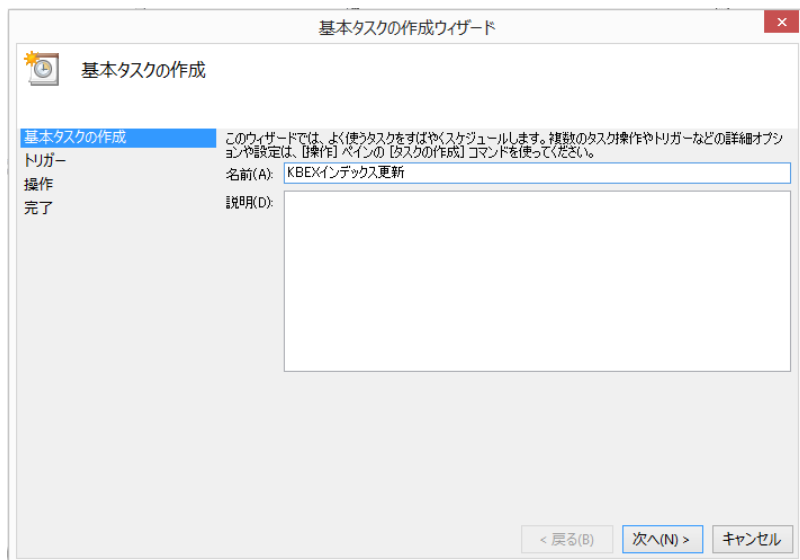 基本タスクの作成ウィザード
基本タスクの作成
基本タスクの作成
トリガー
操作
完了
このウィザードでは、よく使うタスクをすばやくスケジュールします。複数のタスク操作やトリガーなどの詳細オプシ
ョンや設定は、[操作] ペインの [タスクの作成] コマンドを使ってください。
名前(A): KBEXインデックス更新
説明(D):
< 戻る(B) 次へ(N) > キャンセル